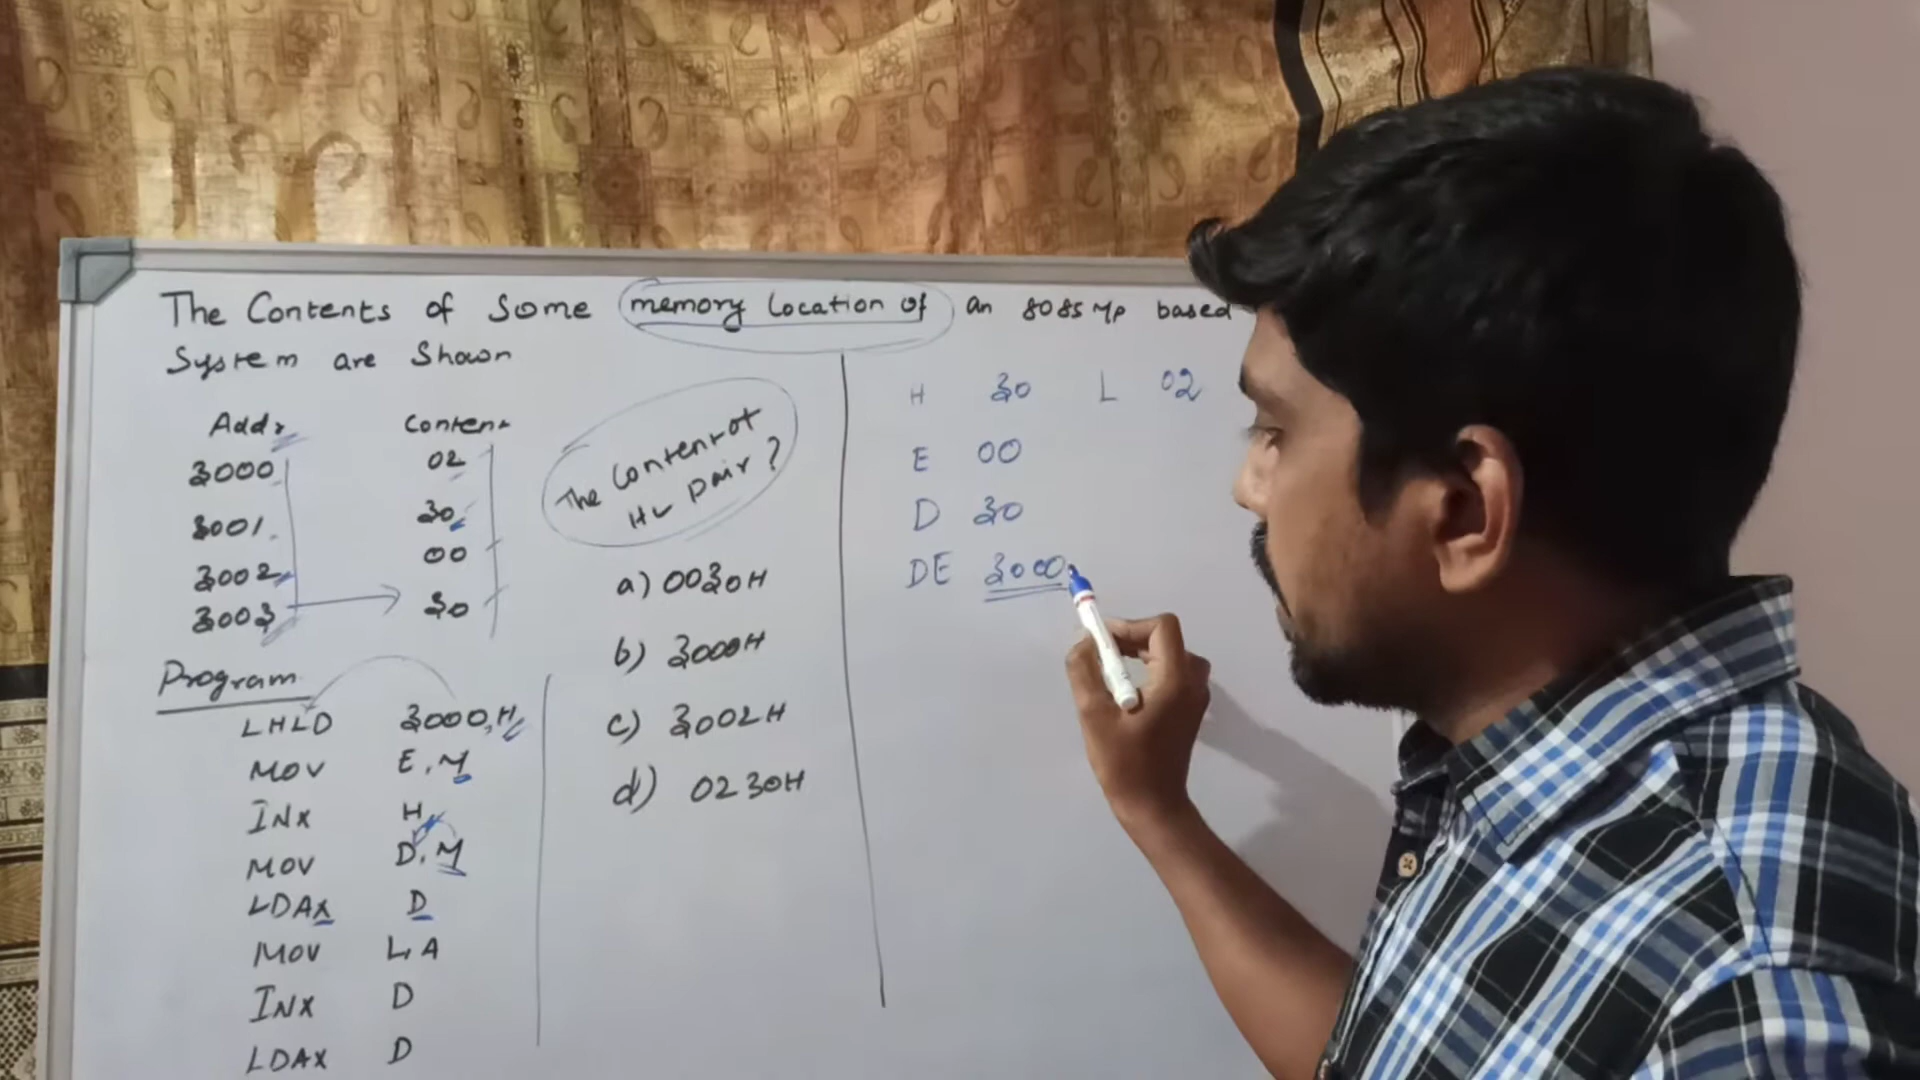 The Contents of Some memory location of an 8085 μp based
System are Shown
Addr Content
3000 02
3001 30
3002 00
3003 30
Program
LHLD 3000,H
MOV E,M
INX H
MOV D,M
LDAX D
MOV L,A
INX D
LDAX D
The Content of
HL pair?
a) 0030H
b) 3000H
c) 3002H
d) 0230H
H 30 L 02
E 00
D 30
DE 3000